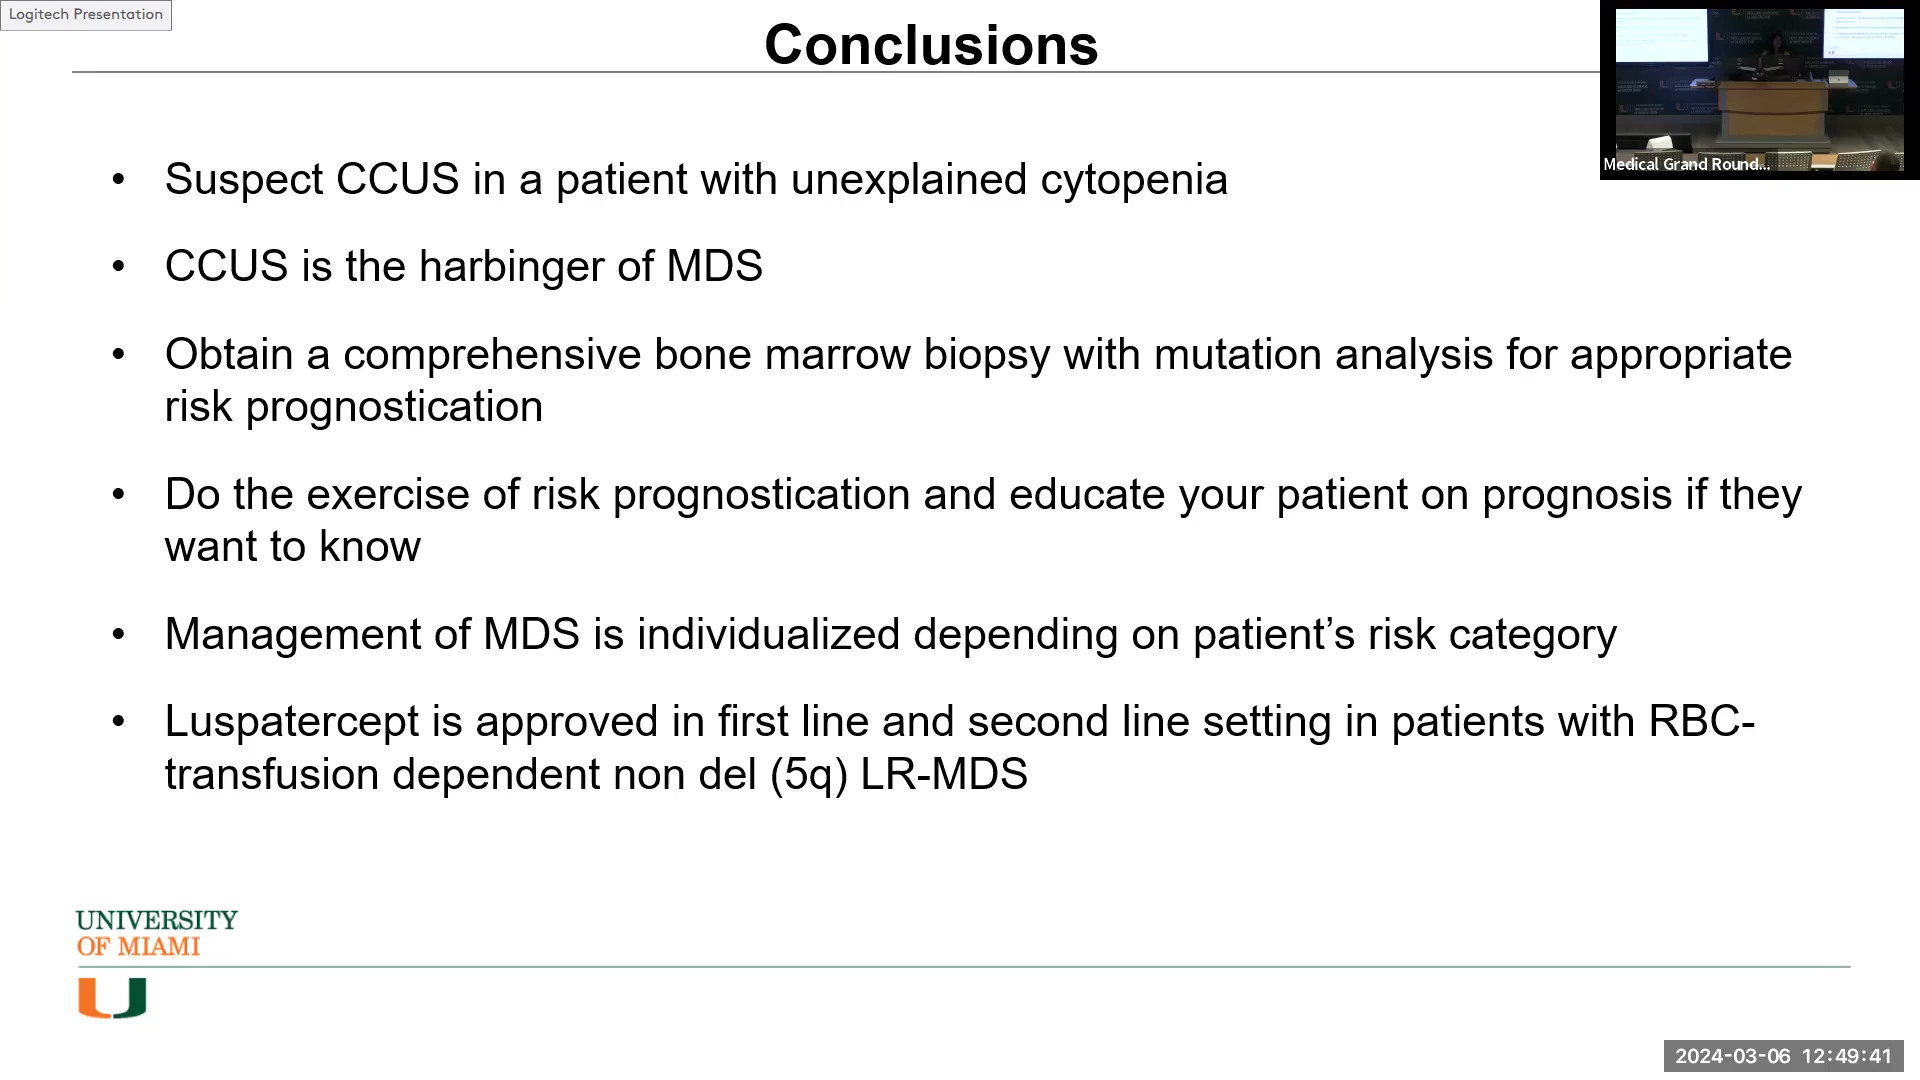 Logitech Presentation
Conclusions
Medical Grand Round...
• Suspect CCUS in a patient with unexplained cytopenia
• CCUS is the harbinger of MDS
• Obtain a comprehensive bone marrow biopsy with mutation analysis for appropriate
risk prognostication
• Do the exercise of risk prognostication and educate your patient on prognosis if they
want to know
• Management of MDS is individualized depending on patient’s risk category
• Luspatercept is approved in first line and second line setting in patients with RBC-
transfusion dependent non del (5q) LR-MDS
UNIVERSITY
OF MIAMI
2024-03-06 12:49:41